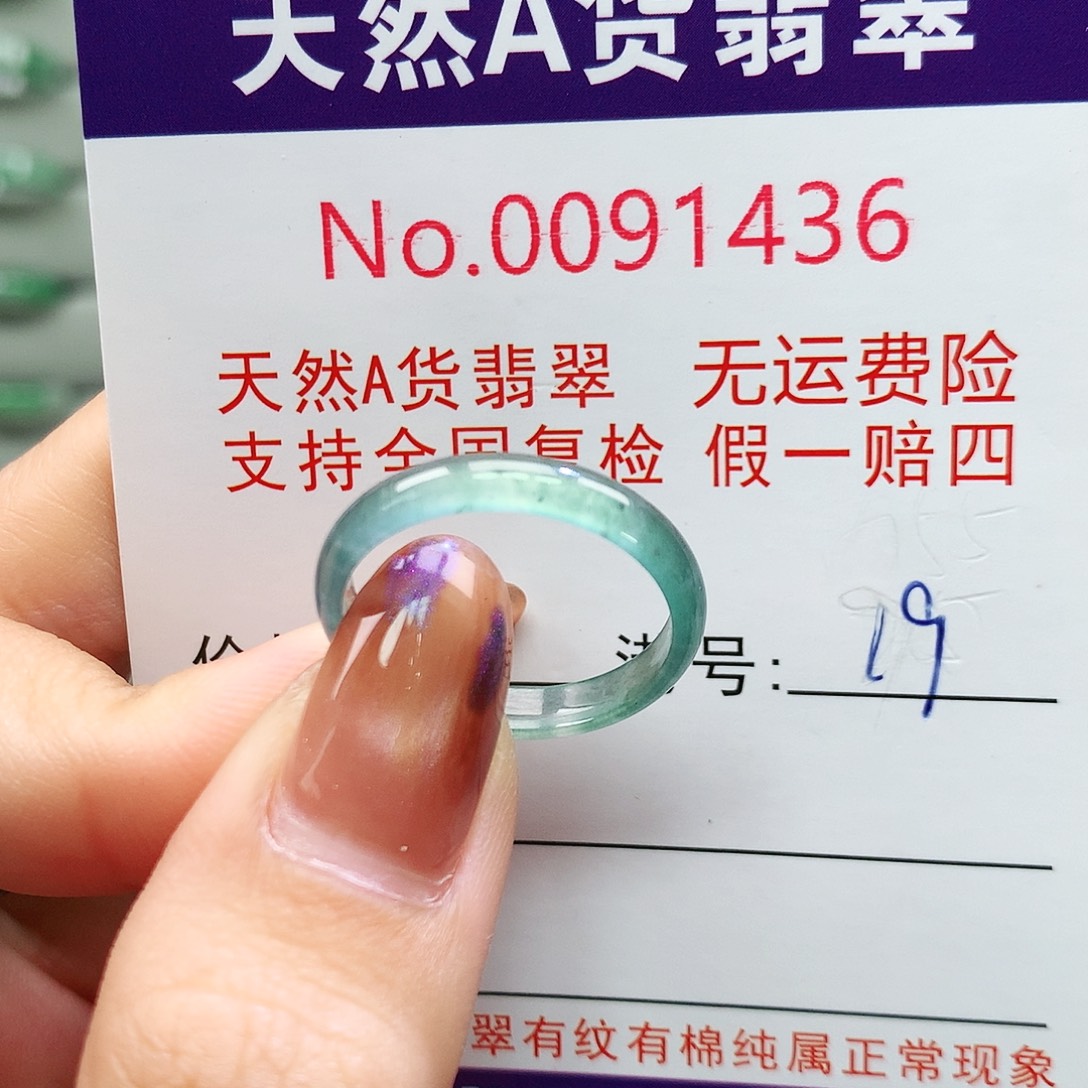 天然A货翡翠
No.0091436
天然A货翡翠 无运费险
支持全国复检 假一赔四
号: 19
翠有纹有棉纯属正常现象